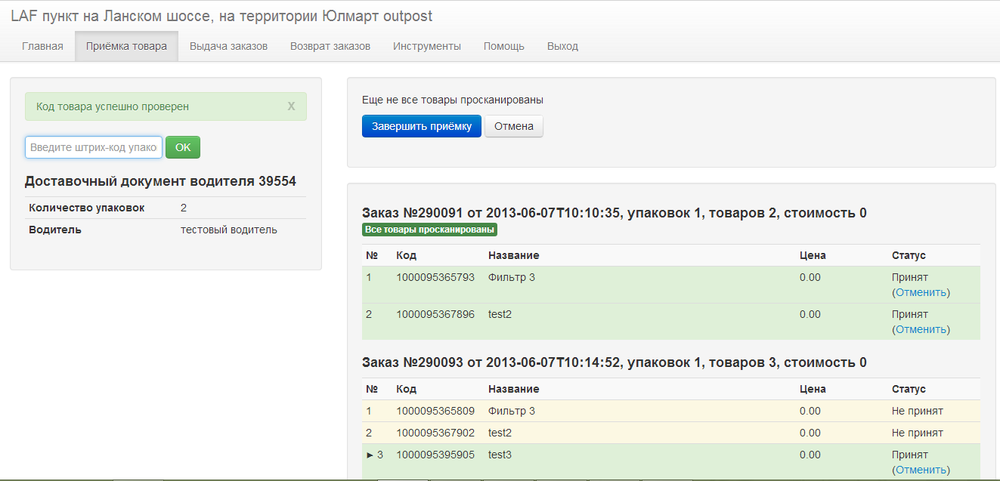 LAF пункт на Ланском шоссе, на территории Юлмарт outpost
Главная Приёмка товара Выдача заказов Возврат заказов Инструменты Помощь Выход
Код товара успешно проверен X
Введите штрих-код упако OK
Доставочный документ водителя 39554
Количество упаковок 2
Водитель тестовый водитель
Еще не все товары просканированы
Завершить приёмку Отмена
Заказ №290091 от 2013-06-07T10:10:35, упаковок 1, товаров 2, стоимость 0
Все товары просканированы
№ Код Название Цена Статус
1 1000095365793 Фильтр 3 0.00 Принят
(Отменить)
2 1000095367896 test2 0.00 Принят
(Отменить)
Заказ №290093 от 2013-06-07T10:14:52, упаковок 1, товаров 3, стоимость 0
№ Код Название Цена Статус
1 1000095365809 Фильтр 3 0.00 Не принят
2 1000095367902 test2 0.00 Не принят
► 3 1000095395905 test3 0.00 Принят
(Отменить)